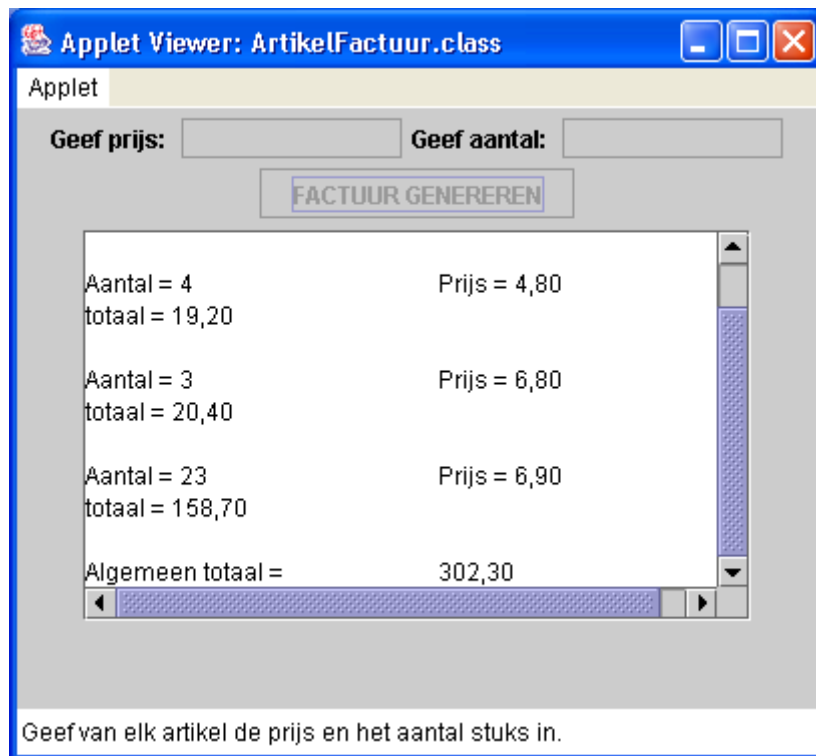 Applet Viewer: ArtikelFactuur.class
Applet
Geef prijs: Geef aantal:
FACTUUR GENEREREN
Aantal = 4 Prijs = 4,80
totaal = 19,20
Aantal = 3 Prijs = 6,80
totaal = 20,40
Aantal = 23 Prijs = 6,90
totaal = 158,70
Algemeen totaal = 302,30
Geef van elk artikel de prijs en het aantal stuks in.